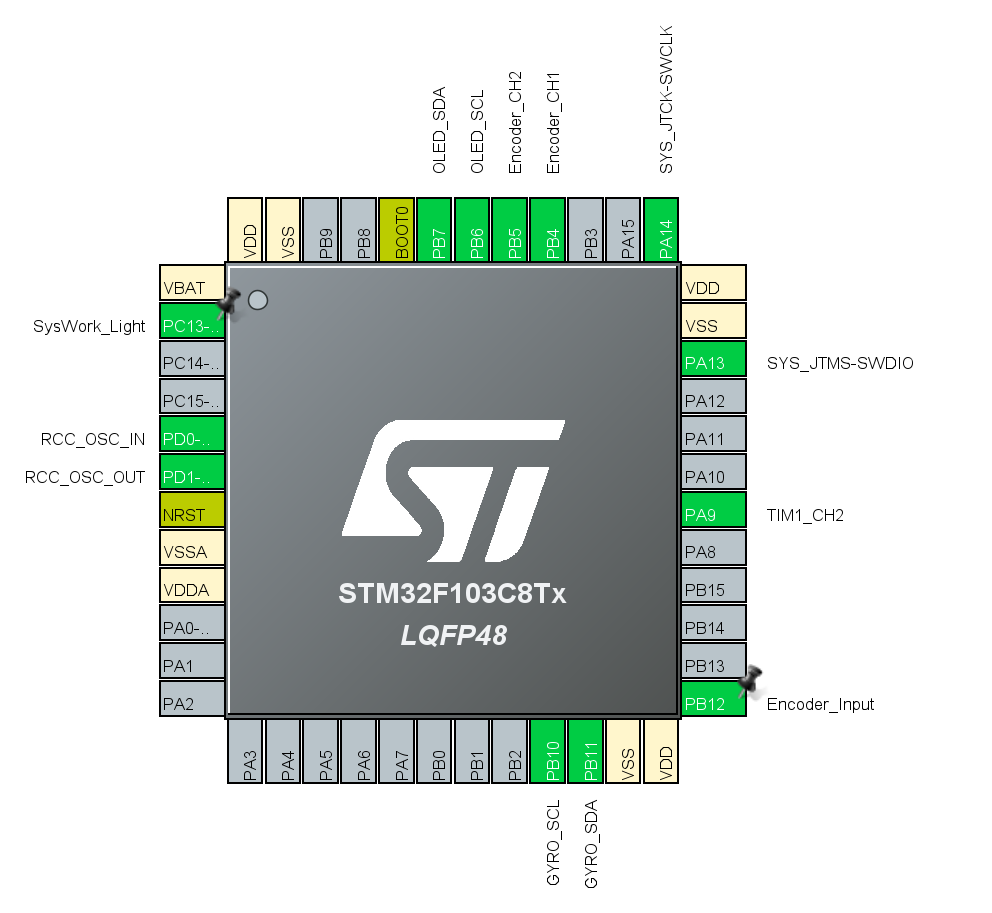 OLED_SDA
OLED_SCL
Encoder_CH2
Encoder_CH1
SYS_JTCK-SWCLK
VDD
VSS
PB9
PB8
BOOT0
PB7
PB6
PB5
PB4
PB3
PA15
PA14
VBAT
SysWork_Light
PC13-..
PC14-..
PC15-..
RCC_OSC_IN
PD0-..
RCC_OSC_OUT
PD1-..
NRST
VSSA
VDDA
PA0-..
PA1
PA2
ST
STM32F103C8Tx
LQFP48
VDD
VSS
PA13
SYS_JTMS-SWDIO
PA12
PA11
PA10
PA9
TIM1_CH2
PA8
PB15
PB14
PB13
PB12
Encoder_Input
PA3
PA4
PA5
PA6
PA7
PB0
PB1
PB2
PB10
PB11
VSS
VDD
GYRO_SCL
GYRO_SDA